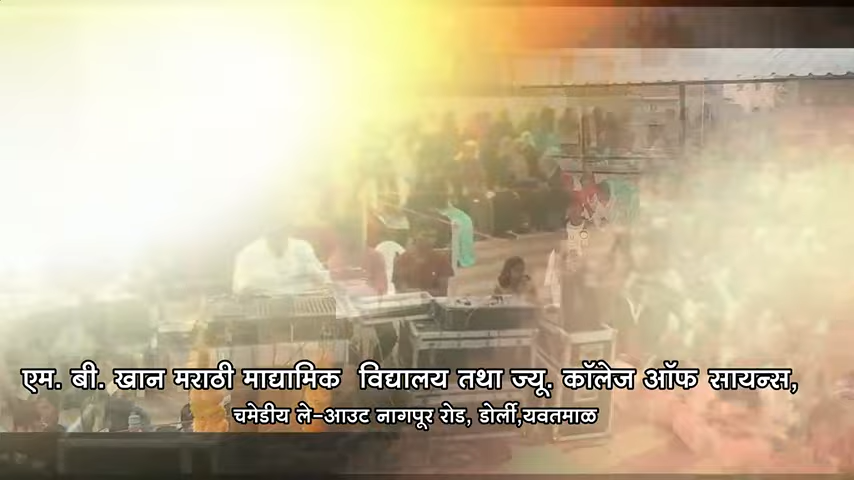 एम. बी. खान मराठी माद्यामिक विद्यालय तथा ज्यू. कॉलेज ऑफ सायन्स,
चमेडीय ले-आउट नागपूर रोड, डोर्ली,यवतमाळ